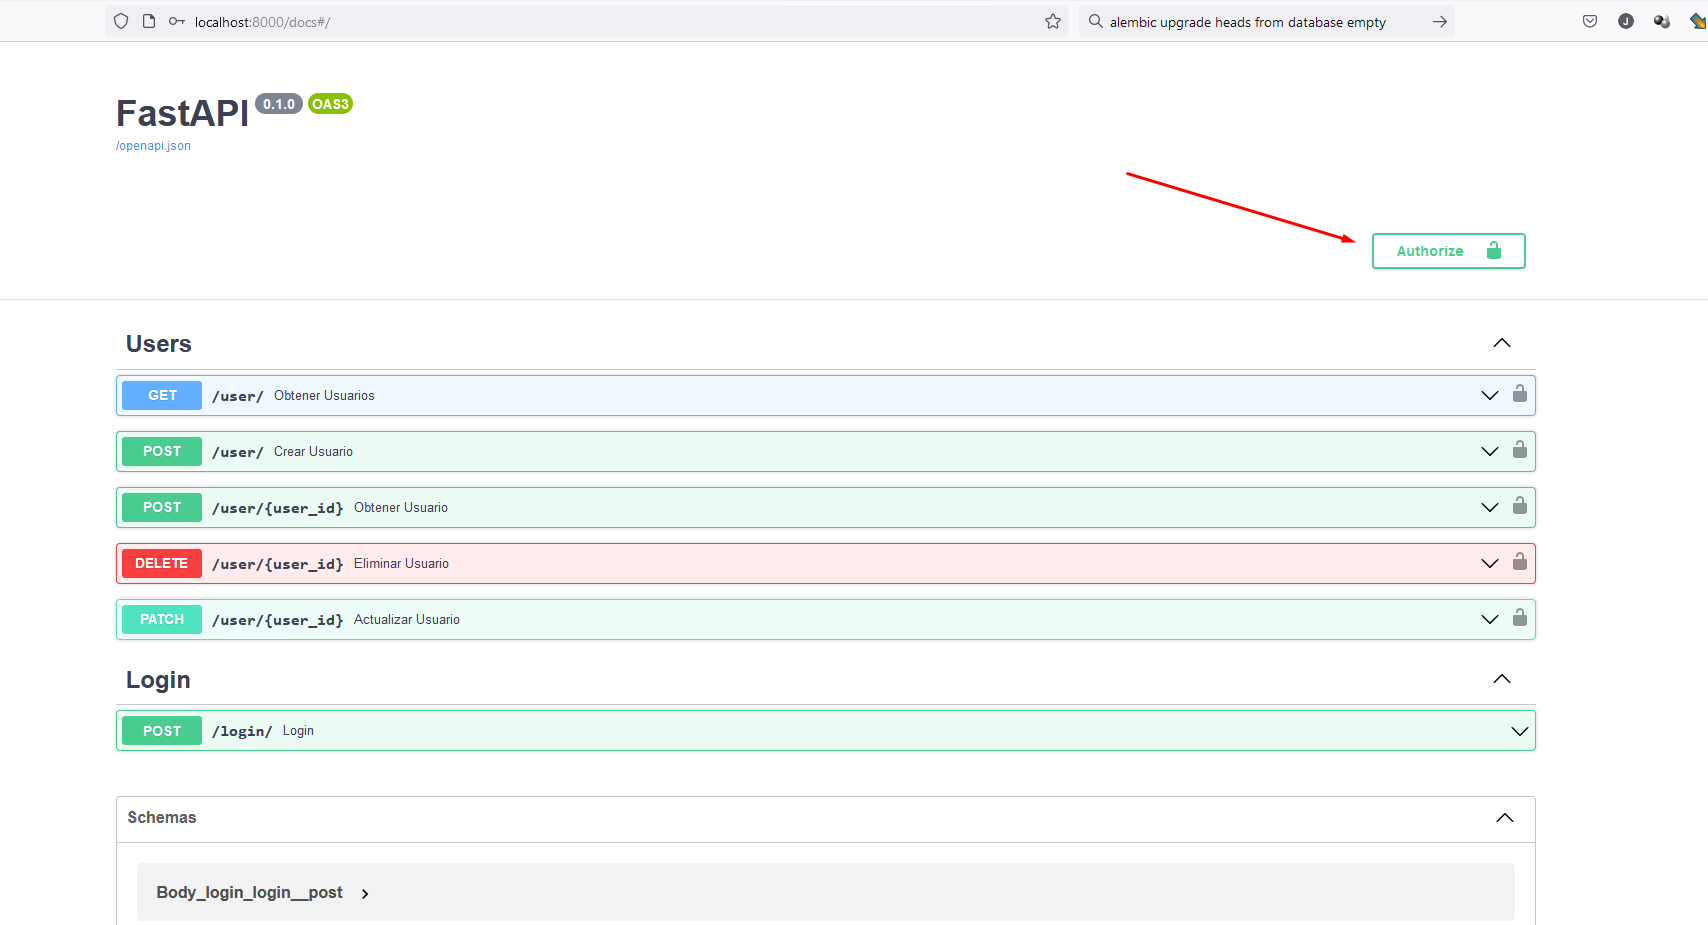 localhost:8000/docs#/
alembic upgrade heads from database empty
J
FastAPI 0.1.0 OAS3
/openapi.json
Authorize
Users
GET /user/ Obtener Usuarios
POST /user/ Crear Usuario
POST /user/{user_id} Obtener Usuario
DELETE /user/{user_id} Eliminar Usuario
PATCH /user/{user_id} Actualizar Usuario
Login
POST /login/ Login
Schemas
Body_login_login__post